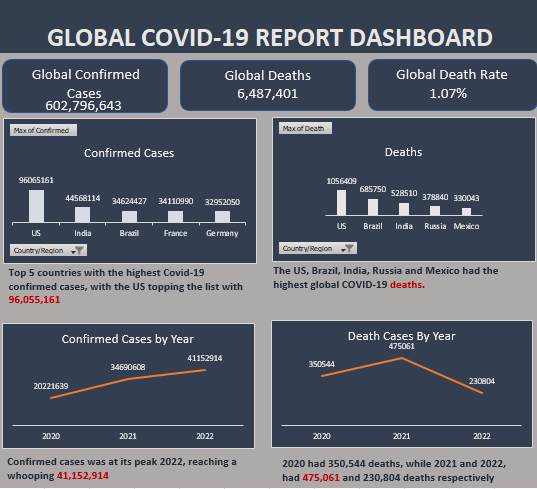 GLOBAL COVID-19 REPORT DASHBOARD
Global Confirmed
Cases
602,796,643
Global Deaths
6,487,401
Global Death Rate
1.07%
Max of Confirmed
Confirmed Cases
96065161
44568114
34624427
34110990
32952050
US
India
Brazil
France
Germany
Country/Region
Top 5 countries with the highest Covid-19
confirmed cases, with the US topping the list with
96,055,161
Max of Death
Deaths
1056409
685750
528510
378840
330043
US
Brazil
India
Russia
Mexico
Country/Region
The US, Brazil, India, Russia and Mexico had the
highest global COVID-19 deaths.
Confirmed Cases by Year
20221639
34690608
41152914
2020
2021
2022
Confirmed cases was at its peak 2022, reaching a
whooping 41,152,914
Death Cases By Year
350544
475061
230804
2020
2021
2022
2020 had 350,544 deaths, while 2021 and 2022,
had 475,061 and 230,804 deaths respectively